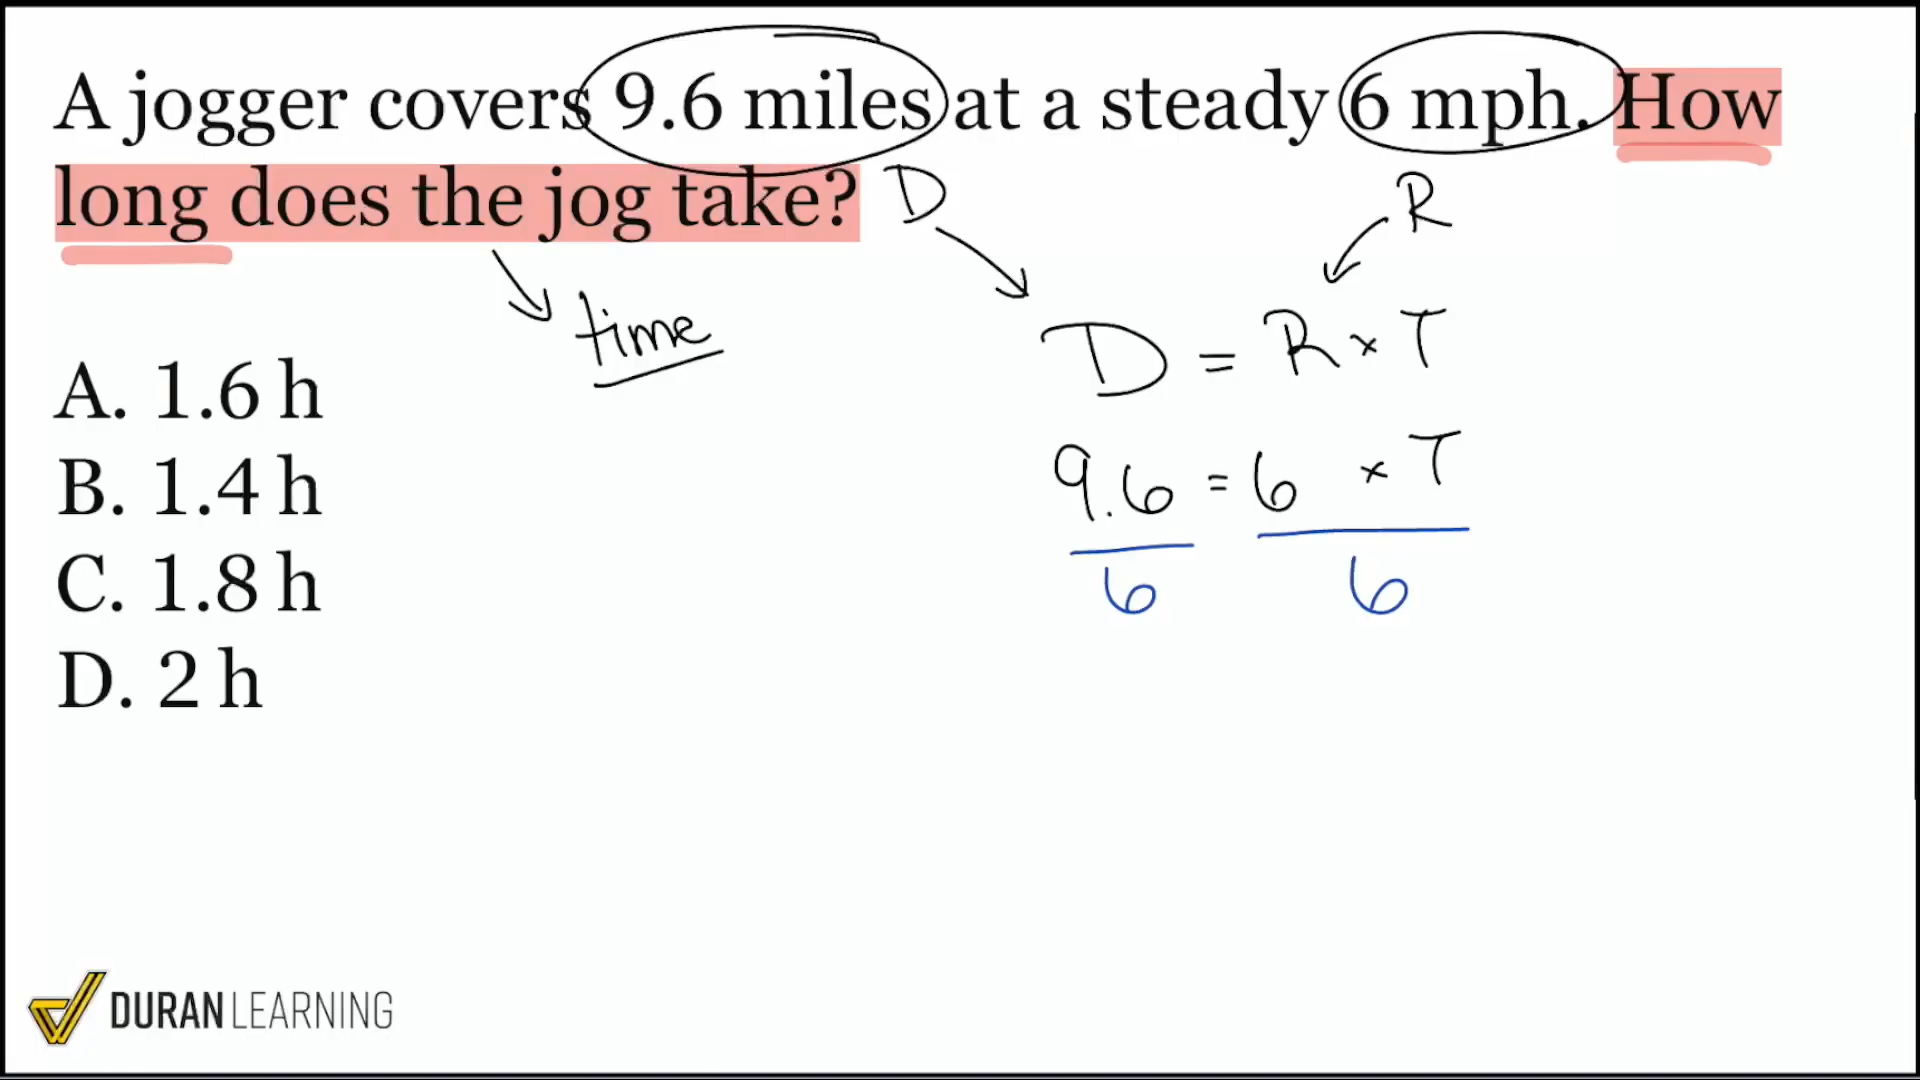 A jogger covers 9.6 miles at a steady 6 mph. How
long does the jog take?
D
R
time
D = R × T
9.6 = 6 × T
6 6
A. 1.6 h
B. 1.4 h
C. 1.8 h
D. 2 h
DURAN LEARNING